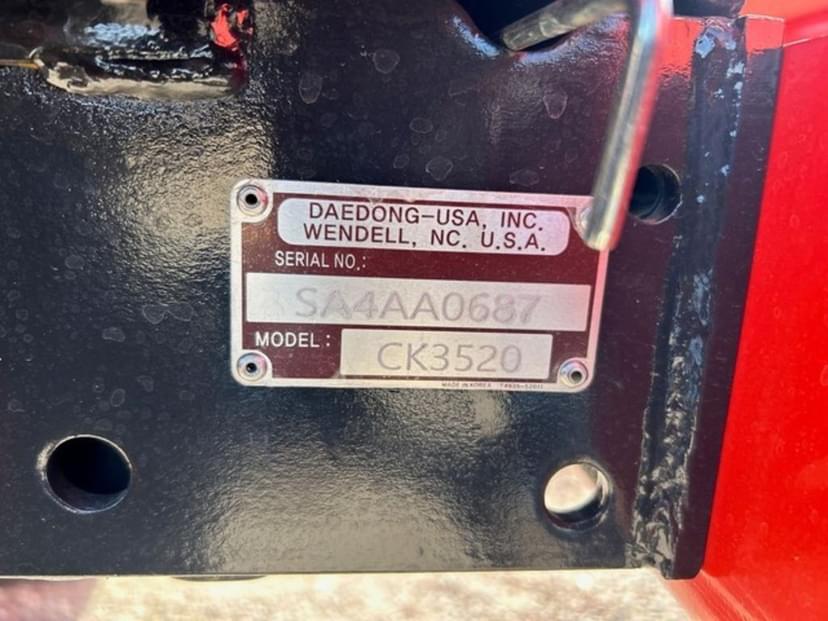 DAEDONG-USA, INC.
WENDELL, NC. U.S.A.
SERIAL NO.:
SA4AA0687
MODEL:
CK3520
MADE IN KOREA